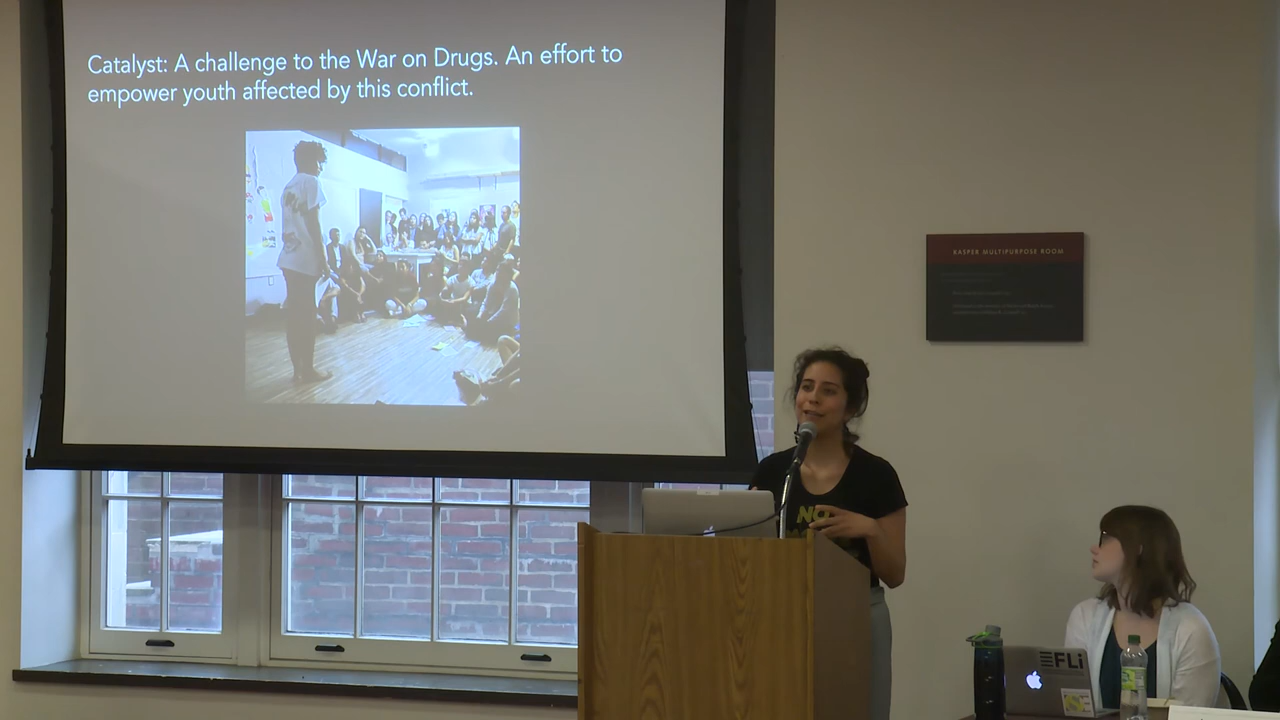 Catalyst: A challenge to the War on Drugs. An effort to
empower youth affected by this conflict.
KASPER MULTIPURPOSE ROOM
NO
FLi